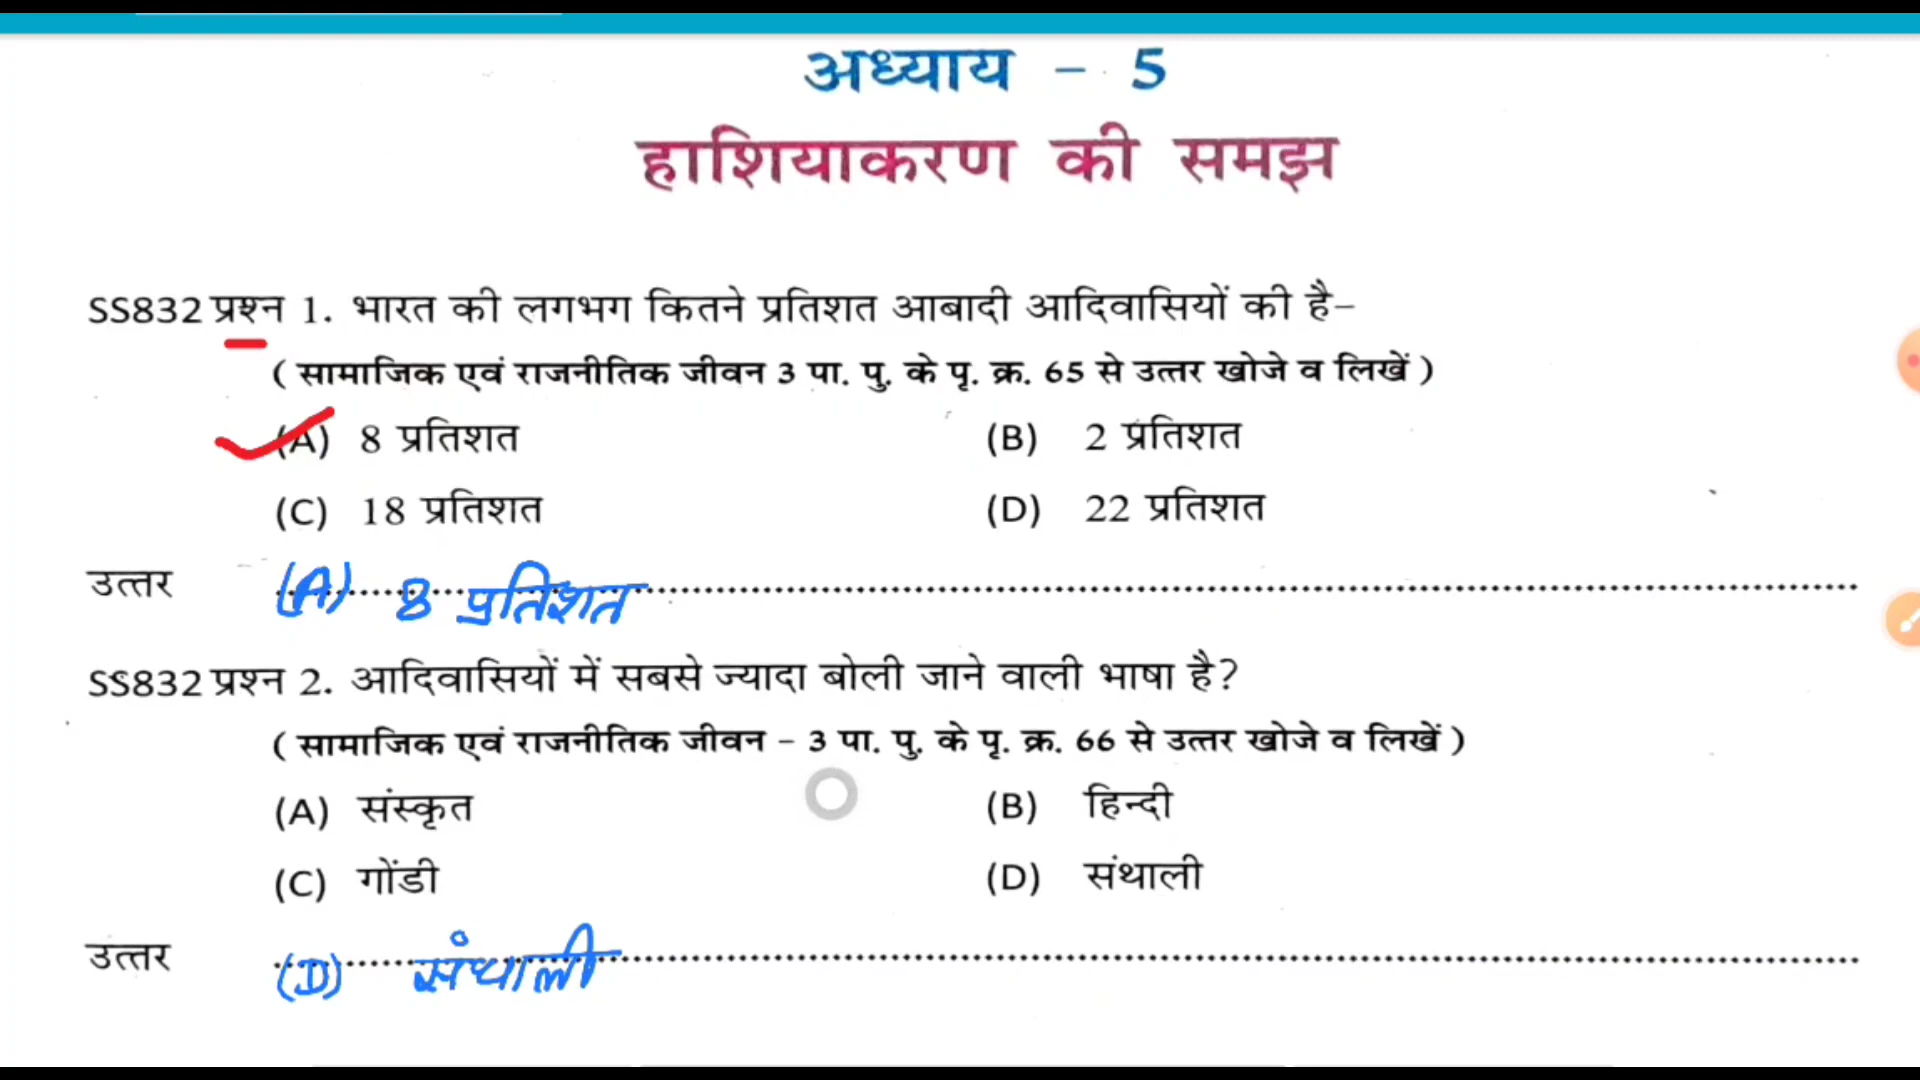 अध्याय - 5
हाशियाकरण की समझ
SS832 प्रश्न 1. भारत की लगभग कितने प्रतिशत आबादी आदिवासियों की है-
( सामाजिक एवं राजनीतिक जीवन 3 पा. पु. के पृ. क्र. 65 से उत्तर खोजे व लिखें )
(A) 8 प्रतिशत (B) 2 प्रतिशत
(C) 18 प्रतिशत (D) 22 प्रतिशत
उत्तर (A) 8 प्रतिशत
SS832 प्रश्न 2. आदिवासियों में सबसे ज्यादा बोली जाने वाली भाषा है?
( सामाजिक एवं राजनीतिक जीवन - 3 पा. पु. के पृ. क्र. 66 से उत्तर खोजे व लिखें )
(A) संस्कृत (B) हिन्दी
(C) गोंडी (D) संथाली
उत्तर (D) संथाली